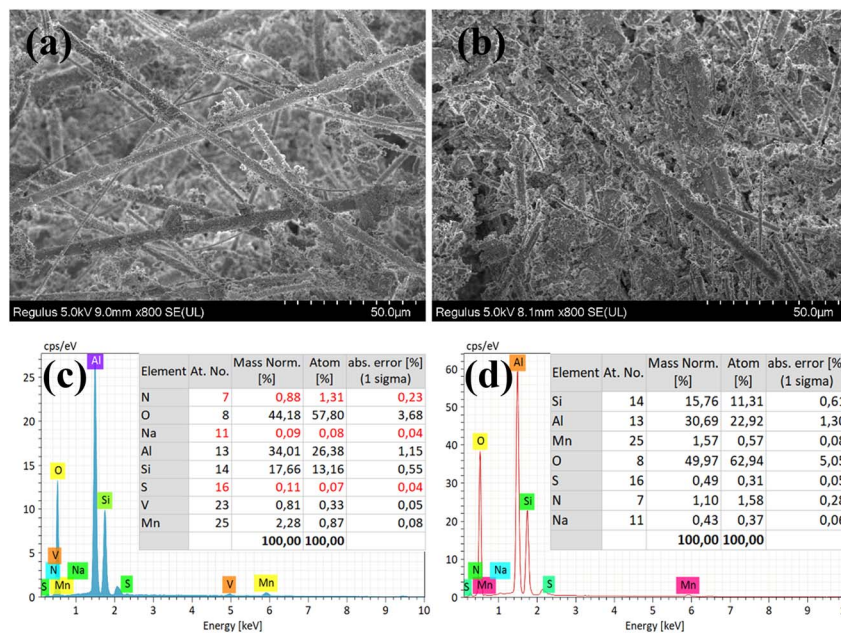 (a)
(b)
Regulus 5.0kV 9.0mm x800 SE(UL) 50.0µm
Regulus 5.0kV 8.1mm x800 SE(UL) 50.0µm
cps/eV
(c)
25
20
15
10
5
0
Al
O
Si
V
N
Na
S
Mn
S
V
Mn
0 1 2 3 4 5 6 7 8 9 10
Energy [keV]
Element At. No. Mass Norm. [%] Atom [%] abs. error [%] (1 sigma)
N 7 0,88 1,31 0,23
O 8 44,18 57,80 3,68
Na 11 0,09 0,08 0,04
Al 13 34,01 26,38 1,15
Si 14 17,66 13,16 0,55
S 16 0,11 0,07 0,04
V 23 0,81 0,33 0,05
Mn 25 2,28 0,87 0,08
100,00 100,00
cps/eV
(d)
60
50
40
30
20
10
0
Al
O
Si
N
Na
S
Mn
S
Mn
0 1 2 3 4 5 6 7 8 9
Energy [keV]
Element At. No. Mass Norm. [%] Atom [%] abs. error [%] (1 sigma)
Si 14 15,76 11,31 0,61
Al 13 30,69 22,92 1,30
Mn 25 1,57 0,57 0,08
O 8 49,97 62,94 5,05
S 16 0,49 0,31 0,05
N 7 1,10 1,58 0,28
Na 11 0,43 0,37 0,06
100,00 100,00